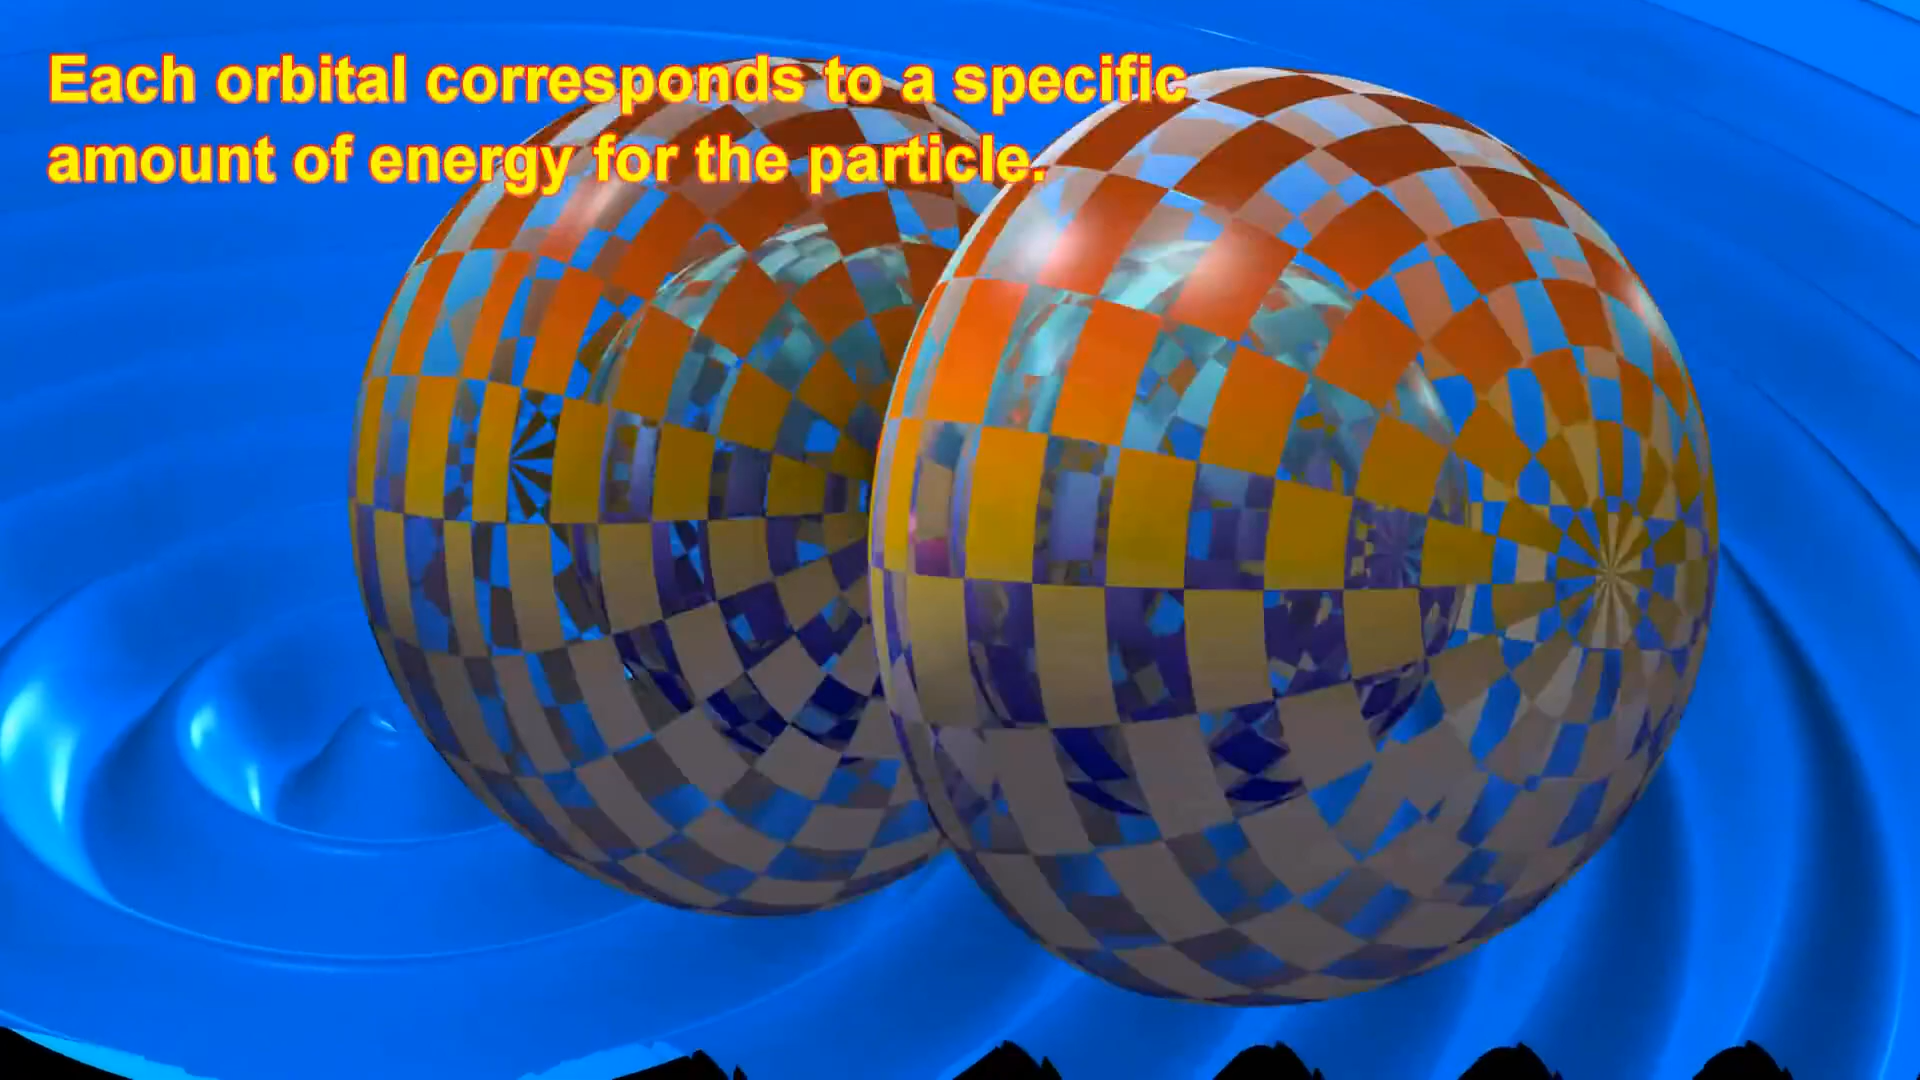 Each orbital corresponds to a specific
amount of energy for the particle.